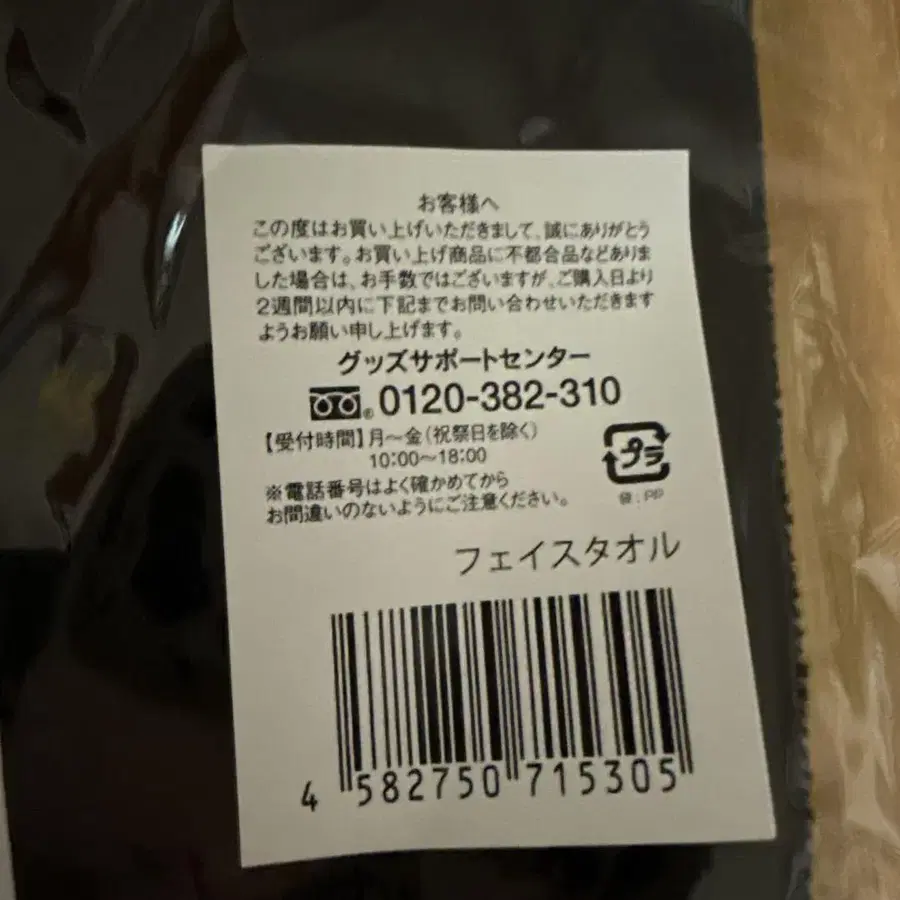 お客様へ
この度はお買い上げいただきまして、誠にありがとう
ございます。お買い上げ商品に不都合品などありま
した場合は、お手数ではございますが、ご購入日より
2週間以内に下記までお問い合わせいただきます
ようお願い申し上げます。
グッズサポートセンター
® 0120-382-310
【受付時間】月〜金（祝祭日を除く）
10:00〜18:00
※電話番号はよく確かめてから
お間違いのないようにご注意ください。
プラ
袋:PP
フェイスタオル
4 582750 715305